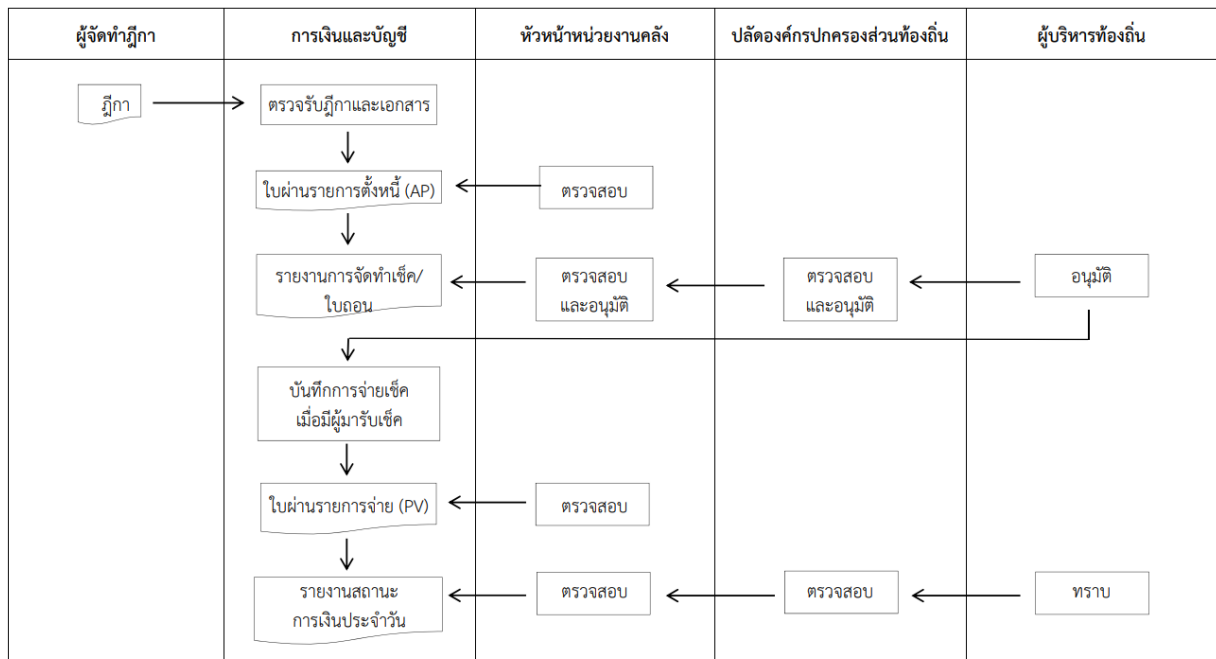 ผู้จัดทำฎีกา
การเงินและบัญชี
หัวหน้าหน่วยงานคลัง
ปลัดองค์กรปกครองส่วนท้องถิ่น
ผู้บริหารท้องถิ่น
ฎีกา
ตรวจรับฎีกาและเอกสาร
ใบผ่านรายการตั้งหนี้ (AP)
ตรวจสอบ
รายงานการจัดทำเช็ค/
ใบถอน
ตรวจสอบ
และอนุมัติ
ตรวจสอบ
และอนุมัติ
อนุมัติ
บันทึกการจ่ายเช็ค
เมื่อมีผู้มารับเช็ค
ใบผ่านรายการจ่าย (PV)
ตรวจสอบ
รายงานสถานะ
การเงินประจำวัน
ตรวจสอบ
ตรวจสอบ
ทราบ